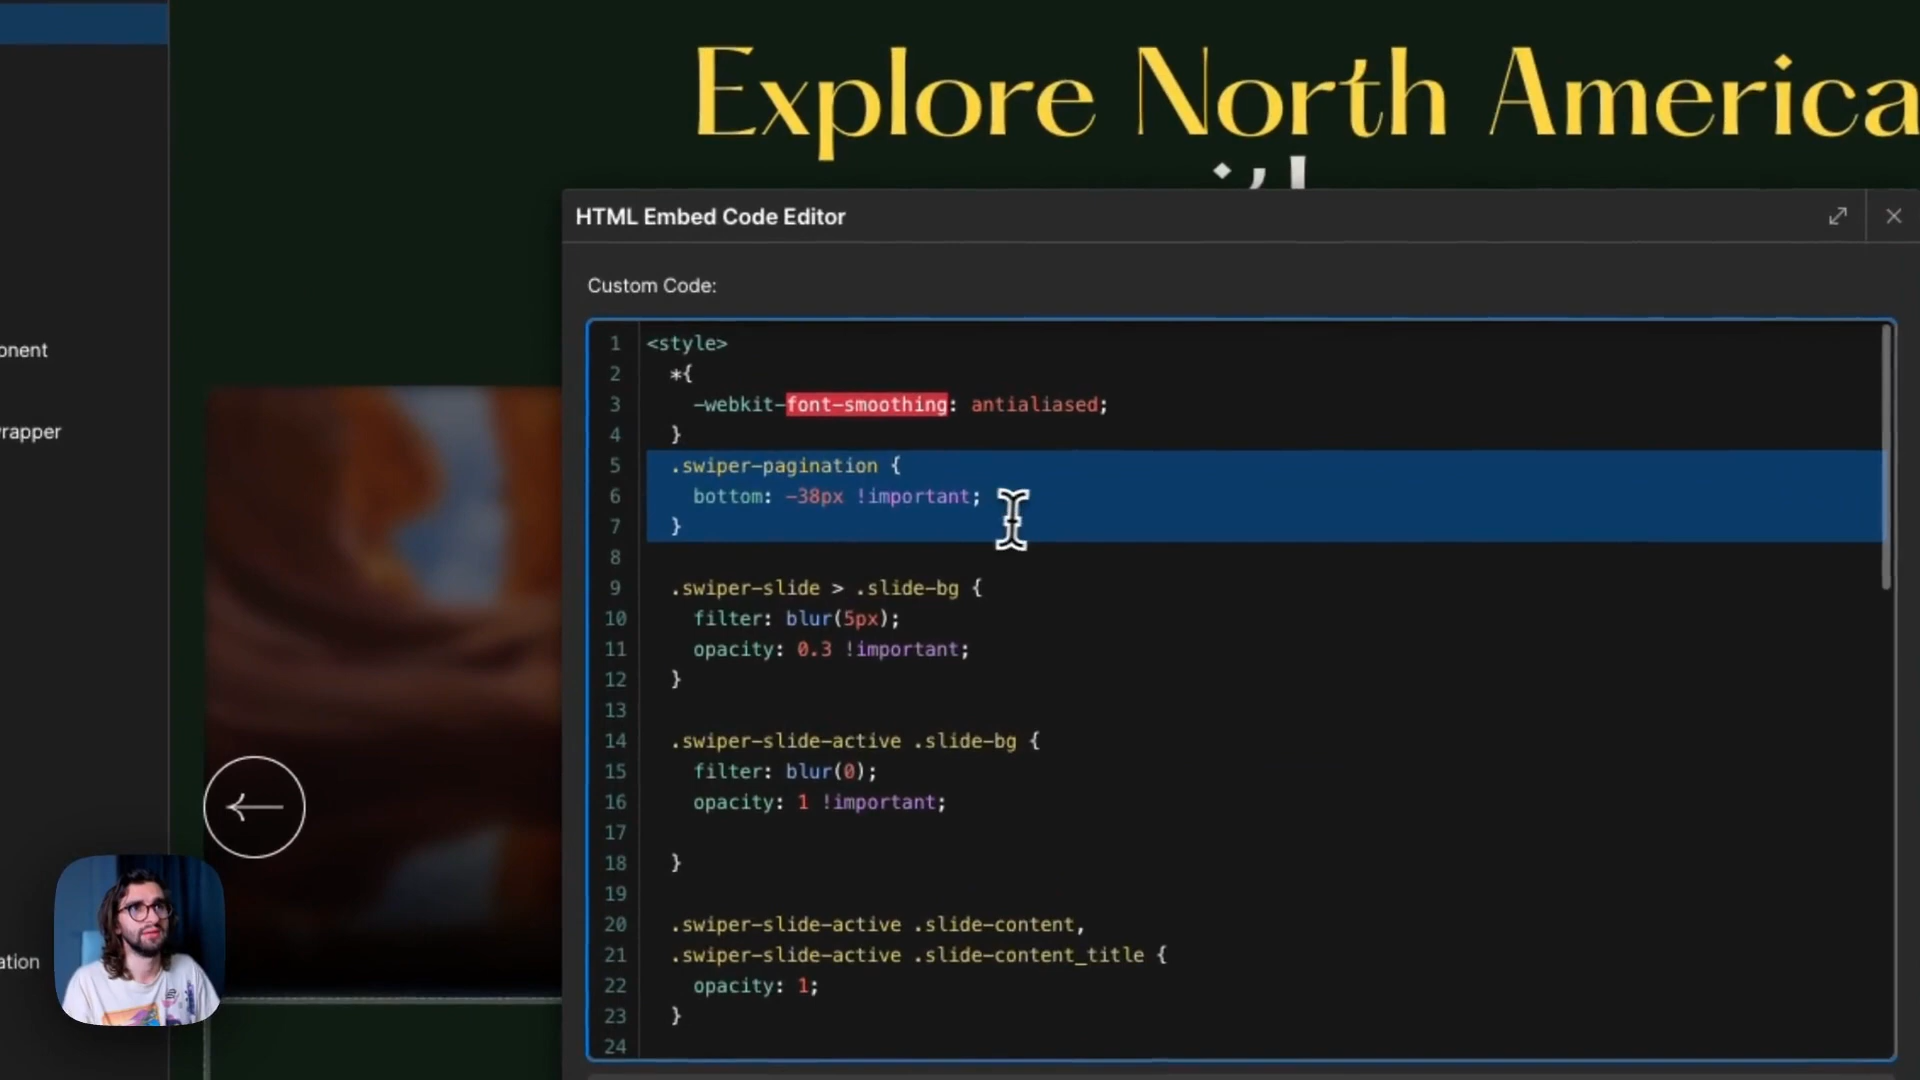 Explore North America
HTML Embed Code Editor
Custom Code:
onent
rapper
ation
1 <style>
2 *{
3 -webkit-font-smoothing: antialiased;
4 }
5 .swiper-pagination {
6 bottom: -38px !important;
7 }
8
9 .swiper-slide > .slide-bg {
10 filter: blur(5px);
11 opacity: 0.3 !important;
12 }
13
14 .swiper-slide-active .slide-bg {
15 filter: blur(0);
16 opacity: 1 !important;
17
18 }
19
20 .swiper-slide-active .slide-content,
21 .swiper-slide-active .slide-content_title {
22 opacity: 1;
23 }
24